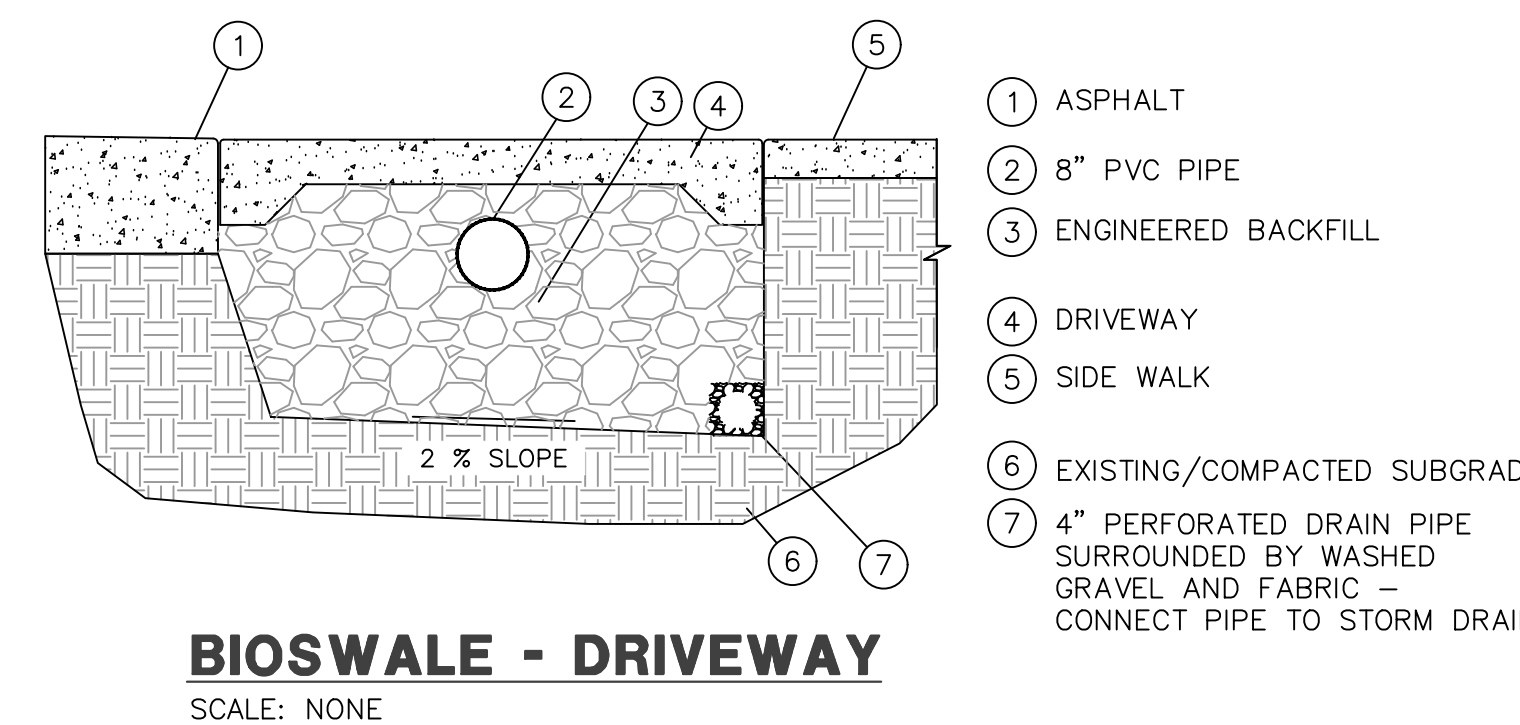 1
2
3
4
5
2 % SLOPE
6
7
BIOSWALE - DRIVEWAY
SCALE: NONE
1 ASPHALT
2 8” PVC PIPE
3 ENGINEERED BACKFILL
4 DRIVEWAY
5 SIDE WALK
6 EXISTING/COMPACTED SUBGRAD
7 4” PERFORATED DRAIN PIPE
SURROUNDED BY WASHED
GRAVEL AND FABRIC –
CONNECT PIPE TO STORM DRAI